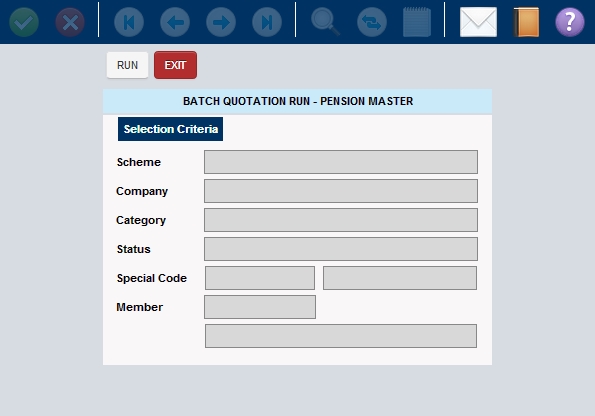 ?
RUN EXIT
BATCH QUOTATION RUN - PENSION MASTER
Selection Criteria
Scheme
Company
Category
Status
Special Code
Member